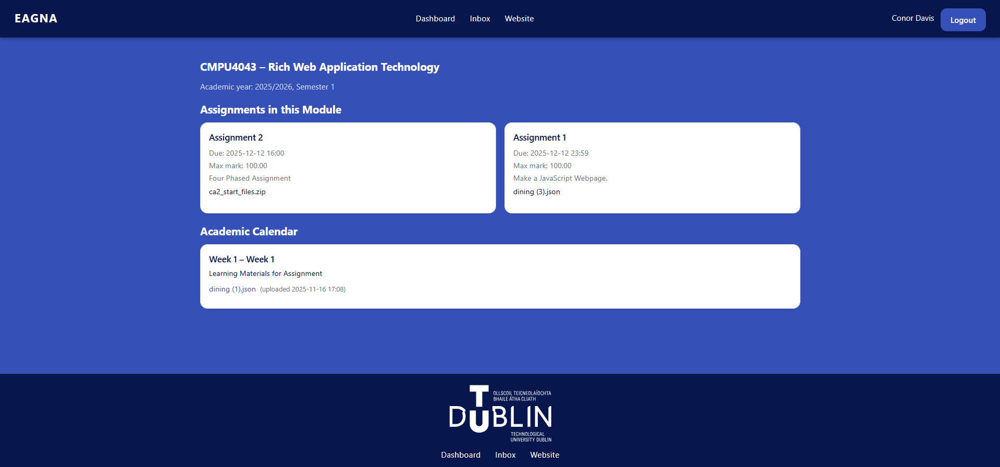 EAGNA
Dashboard Inbox Website
Conor Davis Logout
CMPU4043 – Rich Web Application Technology
Academic year: 2025/2026, Semester 1
Assignments in this Module
Assignment 2
Due: 2025-12-12 16:00
Max mark: 100.00
Four Phased Assignment
ca2_start_files.zip
Assignment 1
Due: 2025-12-12 23:59
Max mark: 100.00
Make a JavaScript Webpage.
dining (3).json
Academic Calendar
Week 1 – Week 1
Learning Materials for Assignment
dining (1).json (uploaded 2025-11-16 17:08)
OLLSCOIL TEICNEOLAÍOCHTA
BHAILE ÁTHA CLIATH
T
DUBLIN
TECHNOLOGICAL
UNIVERSITY DUBLIN
Dashboard Inbox Website